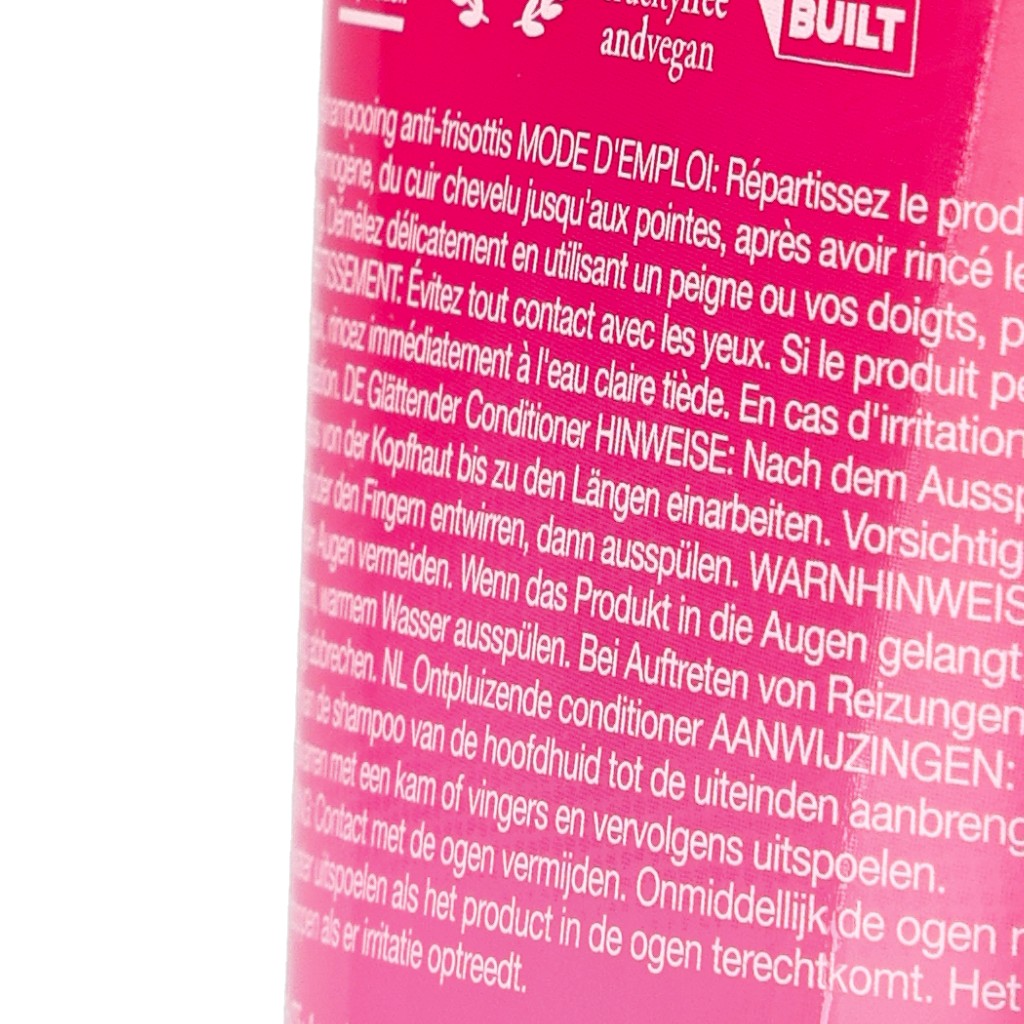 crueltyfree
andvegan
BUILT
shampooing anti-frisottis MODE D'EMPLOI: Répartissez le prod
mogène, du cuir chevelu jusqu'aux pointes, après avoir rincé le
Démêlez délicatement en utilisant un peigne ou vos doigts, p
TISSEMENT: Évitez tout contact avec les yeux. Si le produit pé
rincez immédiatement à l'eau claire tiède. En cas d'irritation
DE Glättender Conditioner HINWEISE: Nach dem Aussp
von der Kopfhaut bis zu den Längen einarbeiten. Vorsichtig
oder den Fingern entwirren, dann ausspülen. WARNHINWEIS
Augen vermeiden. Wenn das Produkt in die Augen gelangt
warmem Wasser ausspülen. Bei Auftreten von Reizungen
abbrechen. NL Ontpluizende conditioner AANWIJZINGEN:
de shampoo van de hoofdhuid tot de uiteinden aanbreng
met een kam of vingers en vervolgens uitspoelen.
Contact met de ogen vermijden. Onmiddellijk de ogen
uitspoelen als het product in de ogen terechtkomt. Het
als er irritatie optreedt.